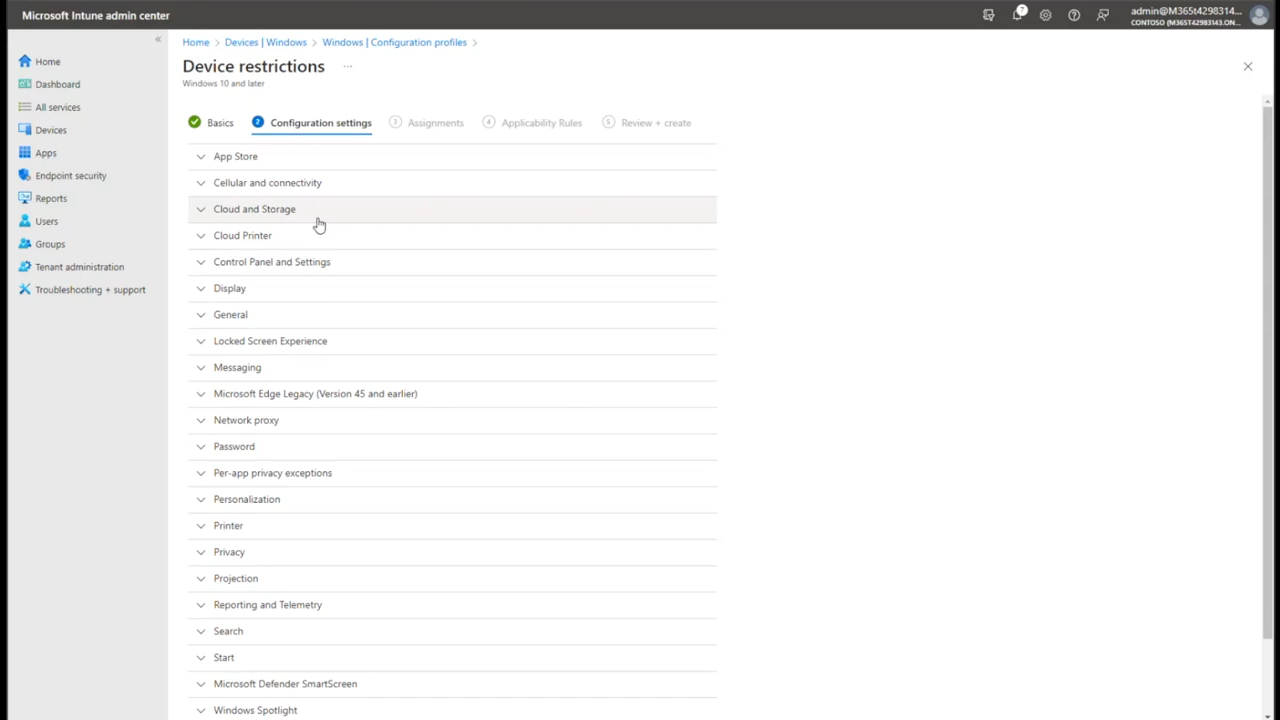 Microsoft Intune admin center
7
admin@M365t4298314...
CONTOSO (M365T4298143.ON...
«
Home
Dashboard
All services
Devices
Apps
Endpoint security
Reports
Users
Groups
Tenant administration
Troubleshooting + support
Home > Devices | Windows > Windows | Configuration profiles >
Device restrictions ...
Windows 10 and later
Basics 2 Configuration settings 3 Assignments 4 Applicability Rules 5 Review + create
App Store
Cellular and connectivity
Cloud and Storage
Cloud Printer
Control Panel and Settings
Display
General
Locked Screen Experience
Messaging
Microsoft Edge Legacy (Version 45 and earlier)
Network proxy
Password
Per-app privacy exceptions
Personalization
Printer
Privacy
Projection
Reporting and Telemetry
Search
Start
Microsoft Defender SmartScreen
Windows Spotlight